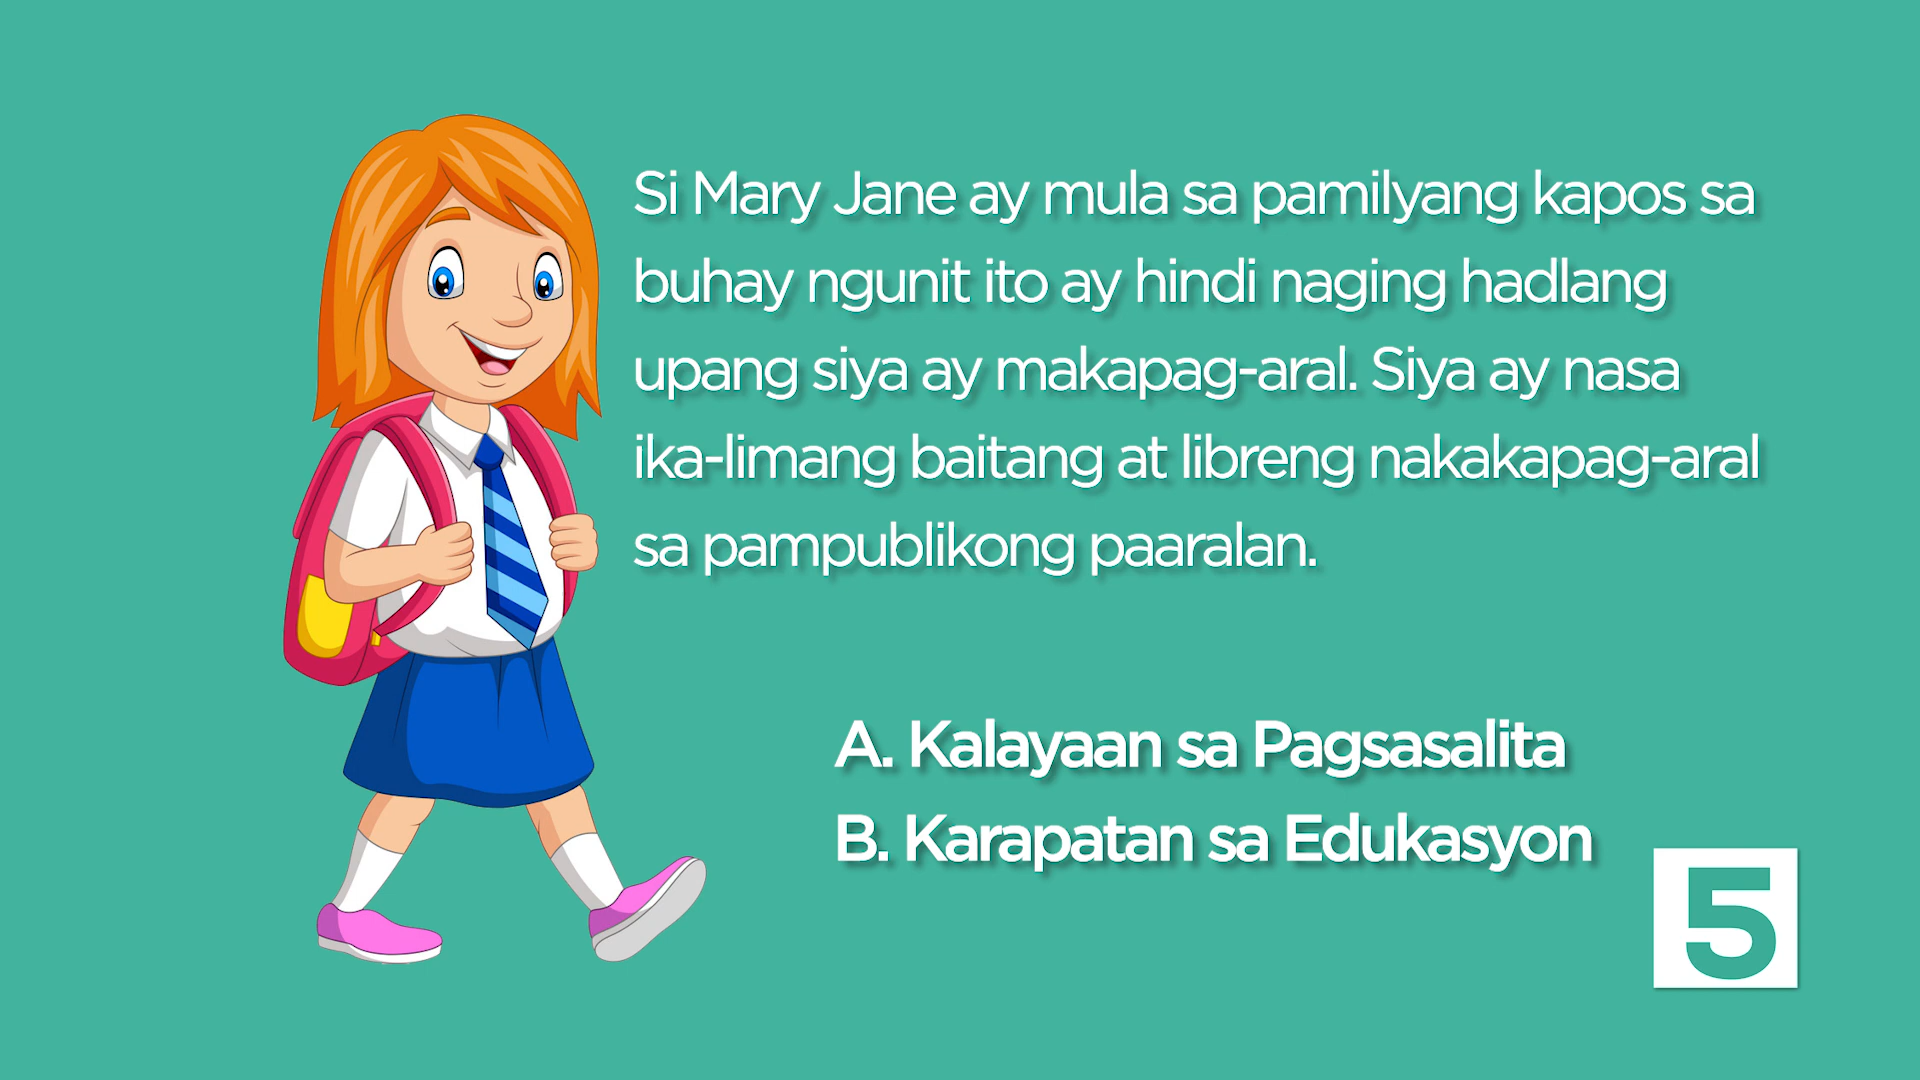 Si Mary Jane ay mula sa pamilyang kapos sa
buhay ngunit ito ay hindi naging hadlang
upang siya ay makapag-aral. Siya ay nasa
ika-limang baitang at libreng nakakapag-aral
sa pampublikong paaralan.
A. Kalayaan sa Pagsasalita
B. Karapatan sa Edukasyon
5